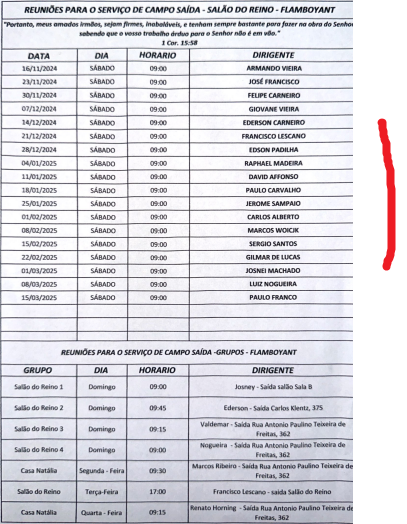 REUNIÕES PARA O SERVIÇO DE CAMPO SAÍDA - SALÃO DO REINO - FLAMBOYANT
"Portanto, meus amados irmãos, sejam firmes, inabaláveis, e tenham sempre bastante para fazer na obra do Senhor
sabendo que o vosso trabalho árduo para o Senhor não é em vão."
1 Cor. 15:58
DATA DIA HORARIO DIRIGENTE
16/11/2024 SÁBADO 09:00 ARMANDO VIEIRA
23/11/2024 SÁBADO 09:00 JOSÉ FRANCISCO
30/11/2024 SÁBADO 09:00 FELIPE CARNEIRO
07/12/2024 SÁBADO 09:00 GIOVANE VIEIRA
14/12/2024 SÁBADO 09:00 EDERSON CARNEIRO
21/12/2024 SÁBADO 09:00 FRANCISCO LESCANO
28/12/2024 SÁBADO 09:00 EDSON PADILHA
04/01/2025 SÁBADO 09:00 RAPHAEL MADEIRA
11/01/2025 SÁBADO 09:00 DAVID AFFONSO
18/01/2025 SÁBADO 09:00 PAULO CARVALHO
25/01/2025 SÁBADO 09:00 JEROME SAMPAIO
01/02/2025 SÁBADO 09:00 CARLOS ALBERTO
08/02/2025 SÁBADO 09:00 MARCOS WOICJK
15/02/2025 SÁBADO 09:00 SERGIO SANTOS
22/02/2025 SÁBADO 09:00 GILMAR DE LUCAS
01/03/2025 SÁBADO 09:00 JOSNEI MACHADO
08/03/2025 SÁBADO 09:00 LUIZ NOGUEIRA
15/03/2025 SÁBADO 09:00 PAULO FRANCO
REUNIÕES PARA O SERVIÇO DE CAMPO SAÍDA -GRUPOS - FLAMBOYANT
GRUPO DIA HORARIO DIRIGENTE
Salão do Reino 1 Domingo 09:00 Josney - Saída salão Sala B
Salão do Reino 2 Domingo 09:45 Ederson - Saída Carlos Klentz, 375
Salão do Reino 3 Domingo 09:15 Valdemar - Saída Rua Antonio Paulino Teixeira de
Freitas, 362
Salão do Reino 4 Domingo 09:00 Nogueira - Saída Rua Antonio Paulino Teixeira de
Freitas, 362
Casa Natália Segunda - Feira 09:30 Marcos Ribeiro - Saída Rua Antonio Paulino Teixeira de
Freitas, 362
Salão do Reino Terça-Feira 17:00 Francisco Lescano - saída Salão do Reino
Casa Natália Quarta - Feira 09:15 Renato Horning - Saída Rua Antonio Paulino Teixeira de
Freitas, 362